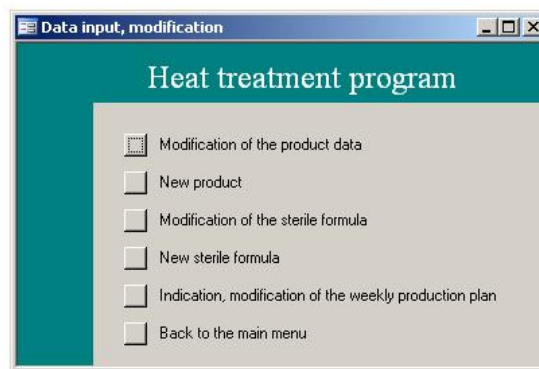 Data input, modification
Heat treatment program
Modification of the product data
New product
Modification of the sterile formula
New sterile formula
Indication, modification of the weekly production plan
Back to the main menu